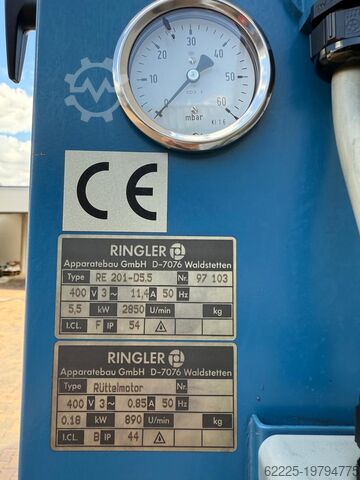 0 10 20 30 40 50 60
mbar
CE
RINGLER
Apparatebau GmbH D-7076 Waldstetten
Type RE 201-D5.5 Nr. 97 103
400 V 3 ~ 11,4 A 50 Hz
5,5 kW 2850 U/min kg
I.CL. F IP 54
RINGLER
Apparatebau GmbH D-7076 Waldstetten
Type Rüttelmotor Nr.
400 V 3 ~ 0.85 A 50 Hz
0.18 kW 890 U/min kg
I.CL. B IP 44
62225-19794775